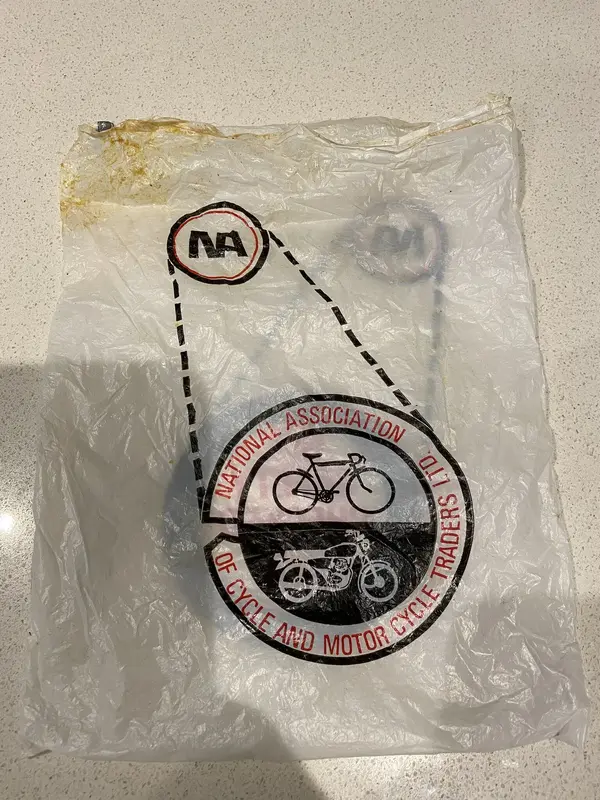 NA
NATIONAL ASSOCIATION
OF CYCLE AND MOTOR CYCLE TRADERS LTD.